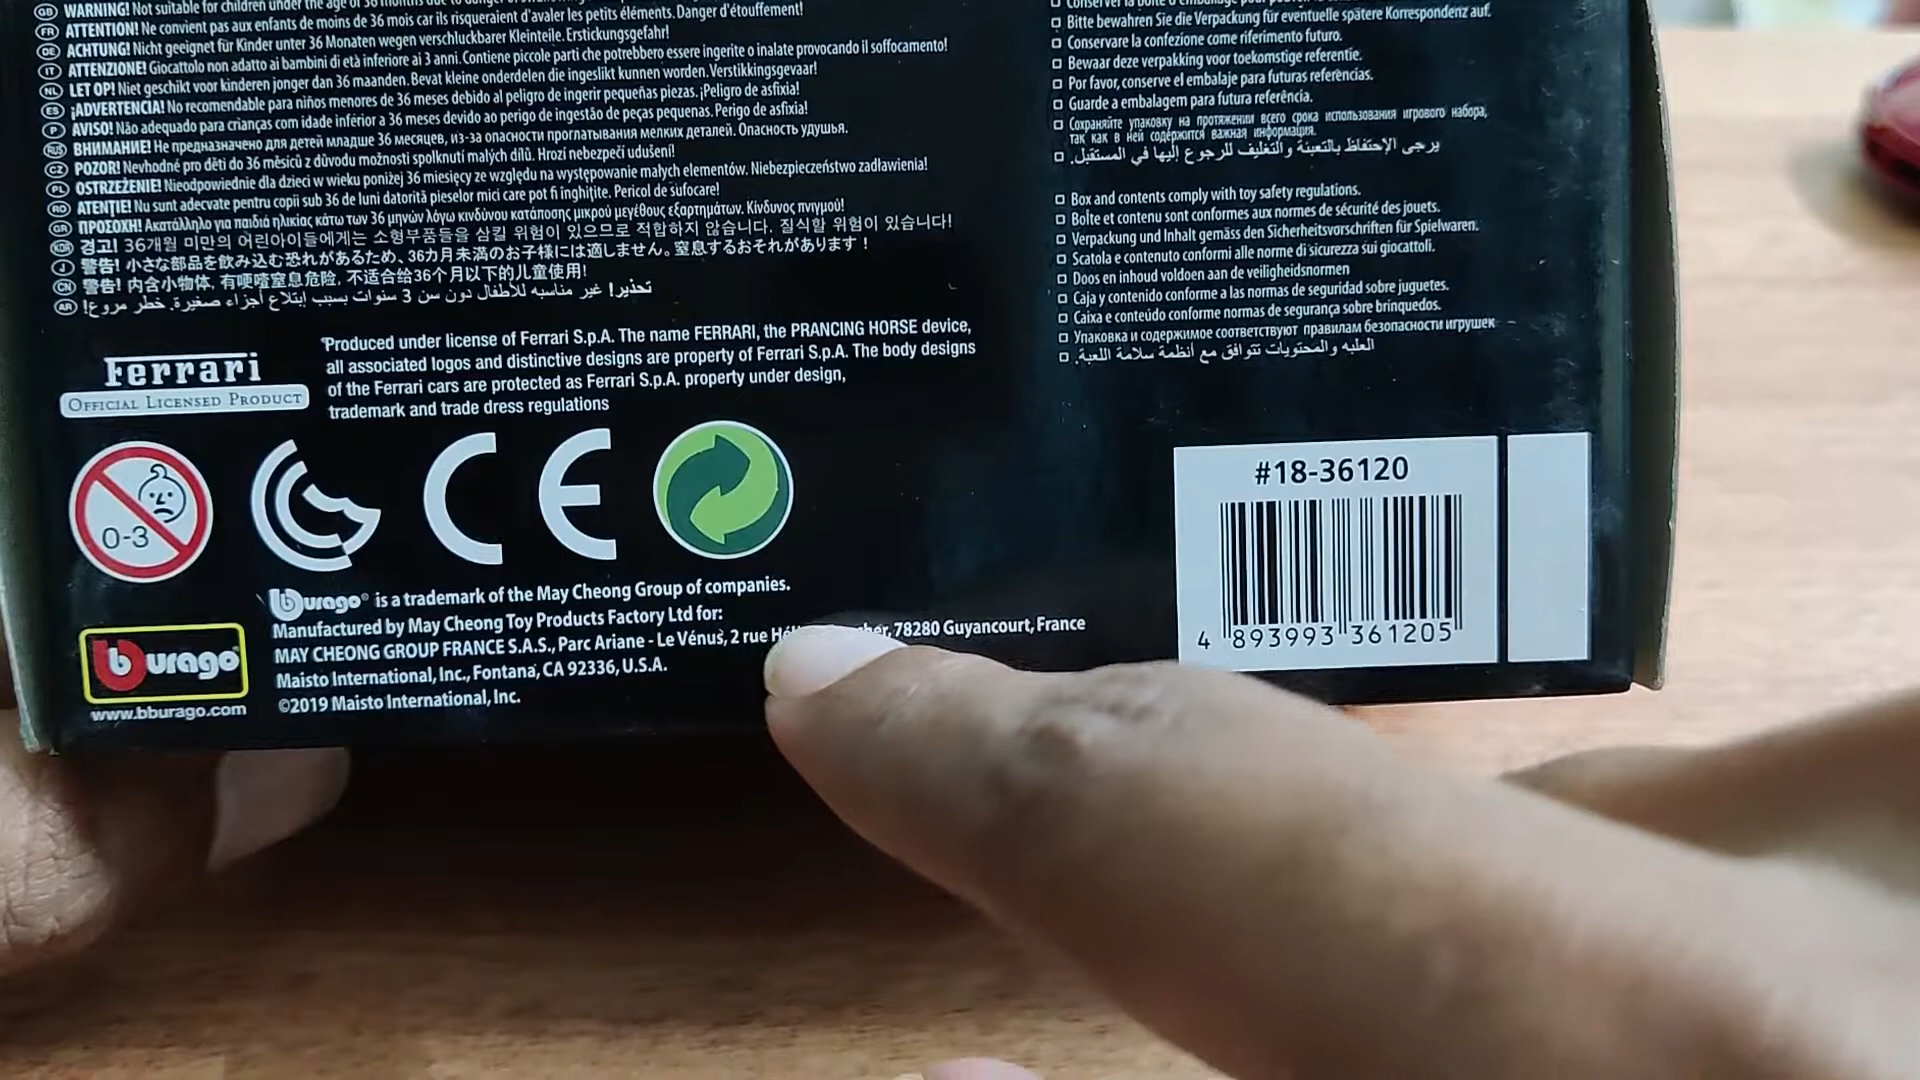 GB WARNING! Not suitable for children under the age of 36 months due to
FR ATTENTION! Ne convient pas aux enfants de moins de 36 mois car ils risqueraient d'avaler les petits éléments. Danger d'étouffement!
DE ACHTUNG! Nicht geeignet für Kinder unter 36 Monaten wegen verschluckbarer Kleinteile. Erstickungsgefahr!
IT ATTENZIONE! Giocattolo non adatto ai bambini di età inferiore ai 3 anni. Contiene piccole parti che potrebbero essere ingerite o inalate provocando il soffocamento!
NL LET OP! Niet geschikt voor kinderen jonger dan 36 maanden. Bevat kleine onderdelen die ingeslikt kunnen worden. Verstikkingsgevaar!
ES ¡ADVERTENCIA! No recomendable para niños menores de 36 meses debido al peligro de ingerir pequeñas piezas. ¡Peligro de asfixia!
P AVISO! Não adequado para crianças com idade inferior a 36 meses devido ao perigo de ingestão de peças pequenas. Perigo de asfixia!
RUS ВНИМАНИЕ! Не предназначено для детей младше 36 месяцев, из-за опасности проглатывания мелких деталей. Опасность удушья.
CZ POZOR! Nevhodné pro děti do 36 měsíců z důvodu možnosti spolknutí malých dílů. Hrozí nebezpečí udušení!
PL OSTRZEŻENIE! Nieodpowiednie dla dzieci w wieku poniżej 36 miesięcy ze względu na występowanie małych elementów. Niebezpieczeństwo zadławienia!
RO ATENŢIE! Nu sunt adecvate pentru copii sub 36 de luni datorită pieselor mici care pot fi înghiţite. Pericol de sufocare!
GR ΠΡΟΣΟΧΗ! Ακατάλληλο για παιδιά ηλικίας κάτω των 36 μηνών λόγω κινδύνου κατάποσης μικρού μεγέθους εξαρτημάτων. Κίνδυνος πνιγμού!
KOR 경고! 36개월 미만의 어린아이들에게는 소형부품들을 삼킬 위험이 있으므로 적합하지 않습니다. 질식할 위험이 있습니다!
J 警告! 小さな部品を飲み込む恐れがあるため、36カ月未満のお子様には適しません。窒息するおそれがあります!
CN 警告! 内含小物体, 有哽噎窒息危险, 不适合给36个月以下的儿童使用!
AR تحذير! غير مناسبه للأطفال دون سن 3 سنوات بسبب إبتلاع أجزاء صغيرة. خطر مروع!
Bitte bewahren Sie die Verpackung für eventuelle spätere Korrespondenz auf.
Conservare la confezione come riferimento futuro.
Bewaar deze verpakking voor toekomstige referentie.
Por favor, conserve el embalaje para futuras referencias.
Guarde a embalagem para futura referência.
Сохраняйте упаковку на протяжении всего срока использования игрового набора,
так как в ней содержится важная информация.
يرجى الإحتفاظ بالتعبئة والتغليف للرجوع إليها في المستقبل.
Box and contents comply with toy safety regulations.
Boîte et contenu sont conformes aux normes de sécurité des jouets.
Verpackung und Inhalt gemäss den Sicherheitsvorschriften für Spielwaren.
Scatola e contenuto conformi alle norme di sicurezza sui giocattoli.
Doos en inhoud voldoen aan de veiligheidsnormen
Caja y contenido conforme a las normas de seguridad sobre juguetes.
Caixa e conteúdo conforme normas de segurança sobre brinquedos.
Упаковка и содержимое соответствуют правилам безопасности игрушек
العلبه والمحتويات تتوافق مع أنظمة سلامة اللعبة.
Ferrari
OFFICIAL LICENSED PRODUCT
Produced under license of Ferrari S.p.A. The name FERRARI, the PRANCING HORSE device,
all associated logos and distinctive designs are property of Ferrari S.p.A. The body designs
of the Ferrari cars are protected as Ferrari S.p.A. property under design,
trademark and trade dress regulations
0-3
CE
#18-36120
4 893993 361205
bburago
www.bburago.com
burago® is a trademark of the May Cheong Group of companies.
Manufactured by May Cheong Toy Products Factory Ltd for:
MAY CHEONG GROUP FRANCE S.A.S., Parc Ariane - Le Vénus, 2 rue 78280 Guyancourt, France
Maisto International, Inc., Fontana, CA 92336, U.S.A.
©2019 Maisto International, Inc.